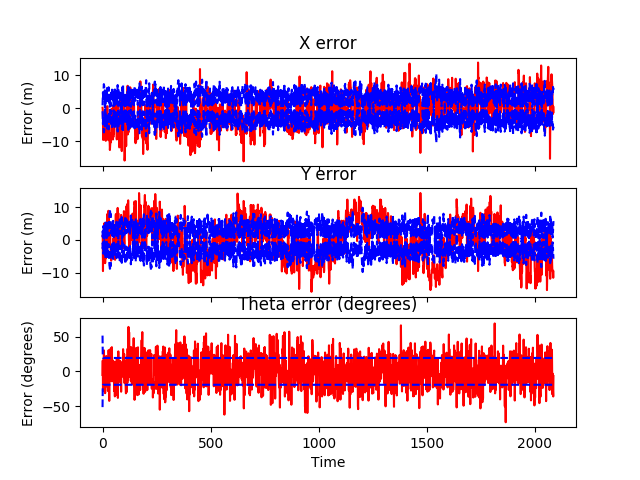 X error
10
0
−10
Error (m)
Y error
10
0
−10
Error (m)
Theta error (degrees)
50
0
−50
Error (degrees)
0 500 1000 1500 2000
Time